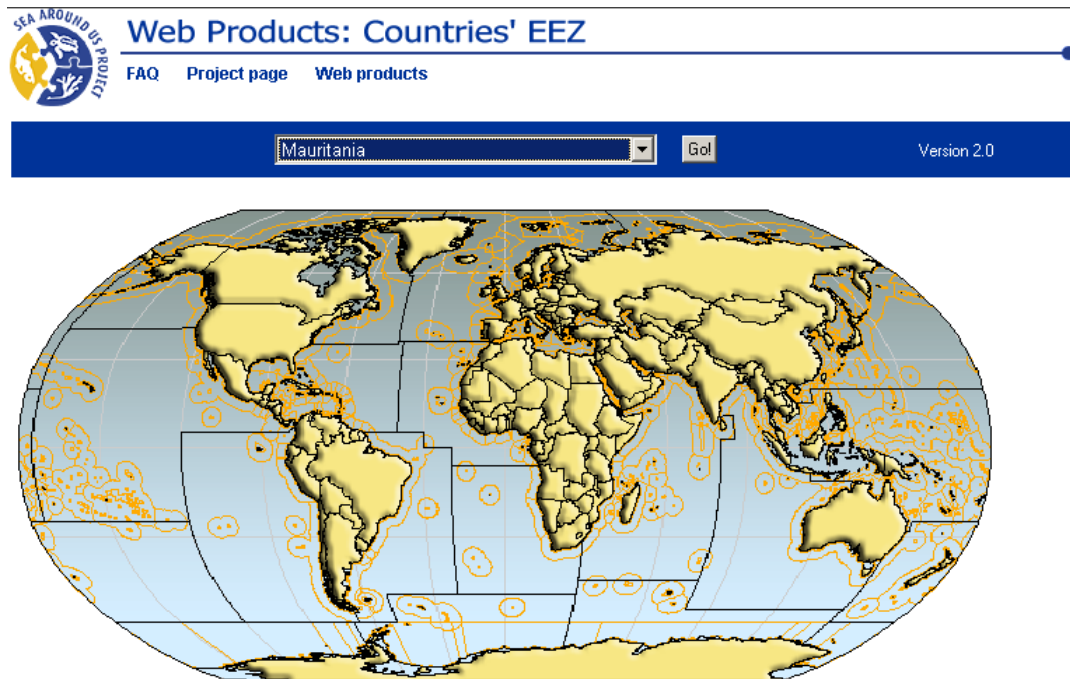 SEA AROUND US PROJECT
Web Products: Countries' EEZ
FAQ Project page Web products
Mauritania Go! Version 2.0